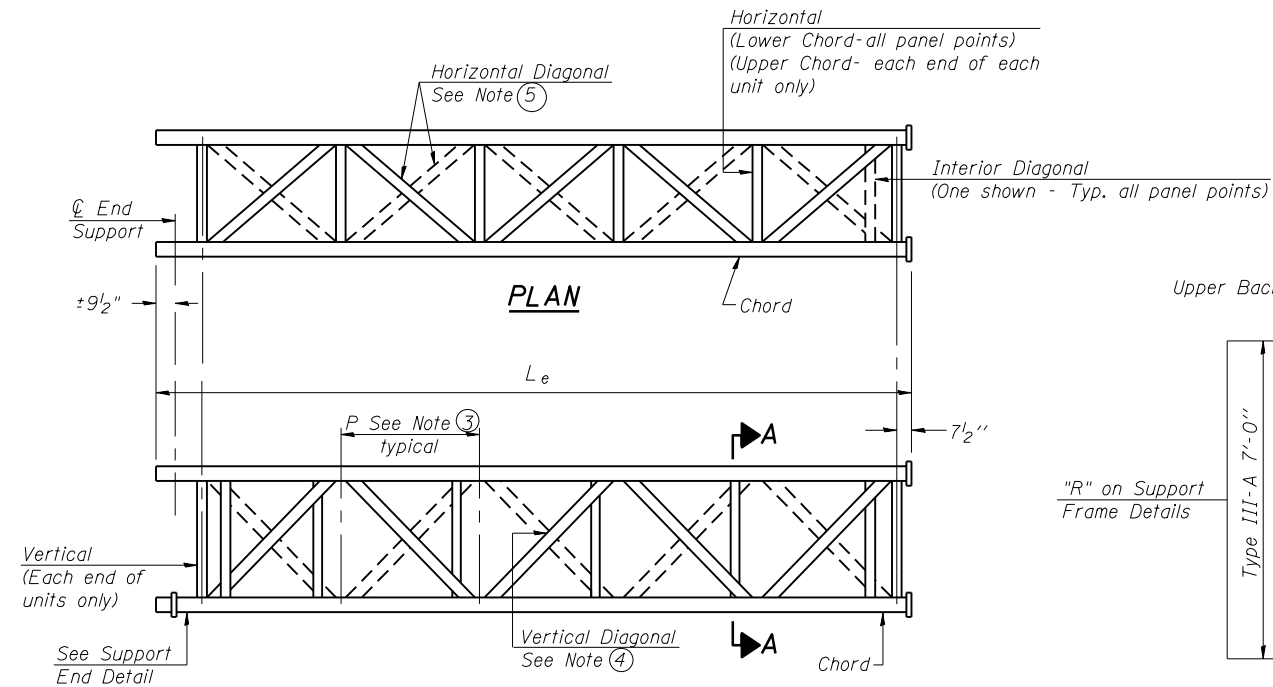 Horizontal
(Lower Chord-all panel points)
(Upper Chord- each end of each
unit only)
Horizontal Diagonal
See Note 5
Interior Diagonal
(One shown - Typ. all panel points)
℄ End
Support
±9½"
PLAN
Chord
Upper Bac
Le
P See Note 3
typical
A
7½"
Type III-A 7'-0"
"R" on Support
Frame Details
Vertical
(Each end of
units only)
Vertical Diagonal
See Note 4
A
Chord
See Support
End Detail